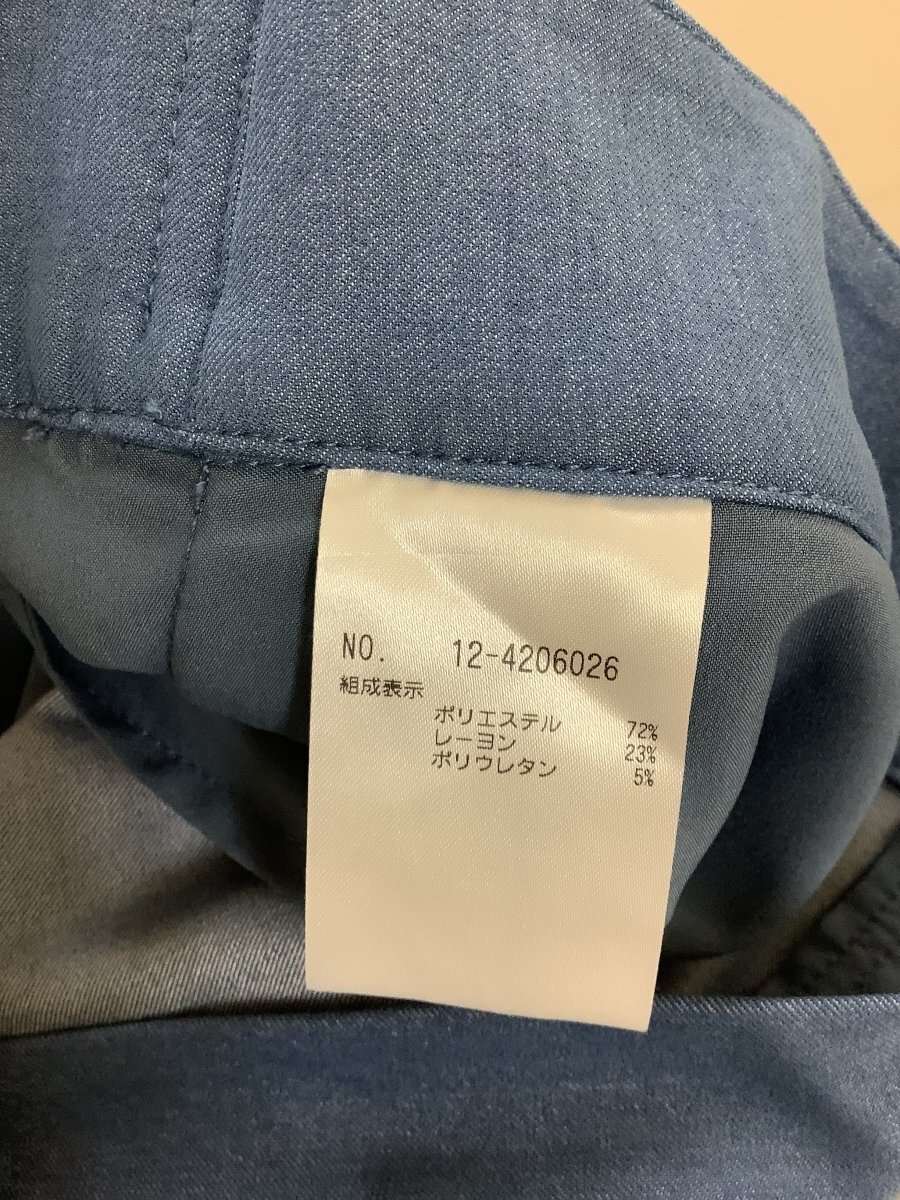 NO. 12-4206026
組成表示
ポリエステル 72%
レーヨン 23%
ポリウレタン 5%